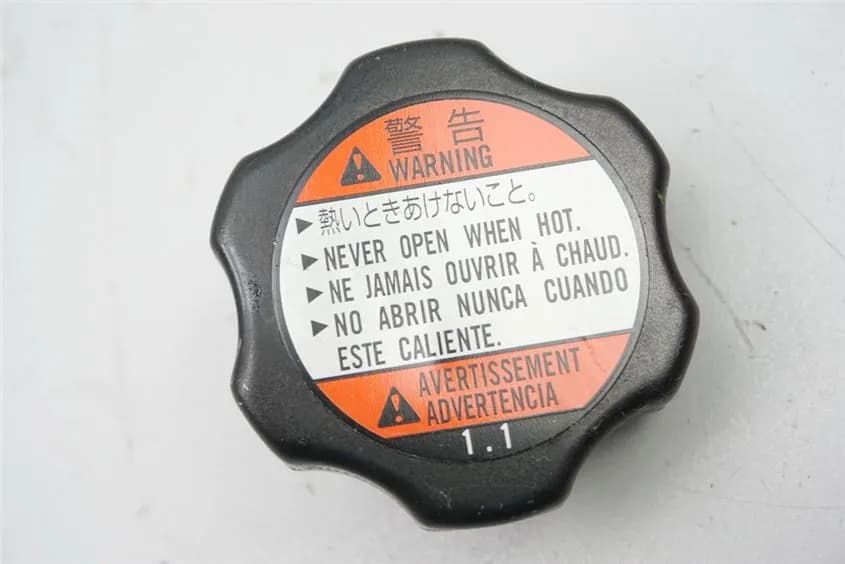 警告
WARNING
▶熱いときあけないこと。
▶NEVER OPEN WHEN HOT.
▶NE JAMAIS OUVRIR À CHAUD.
▶NO ABRIR NUNCA CUANDO
ESTE CALIENTE.
AVERTISSEMENT
ADVERTENCIA
1.1